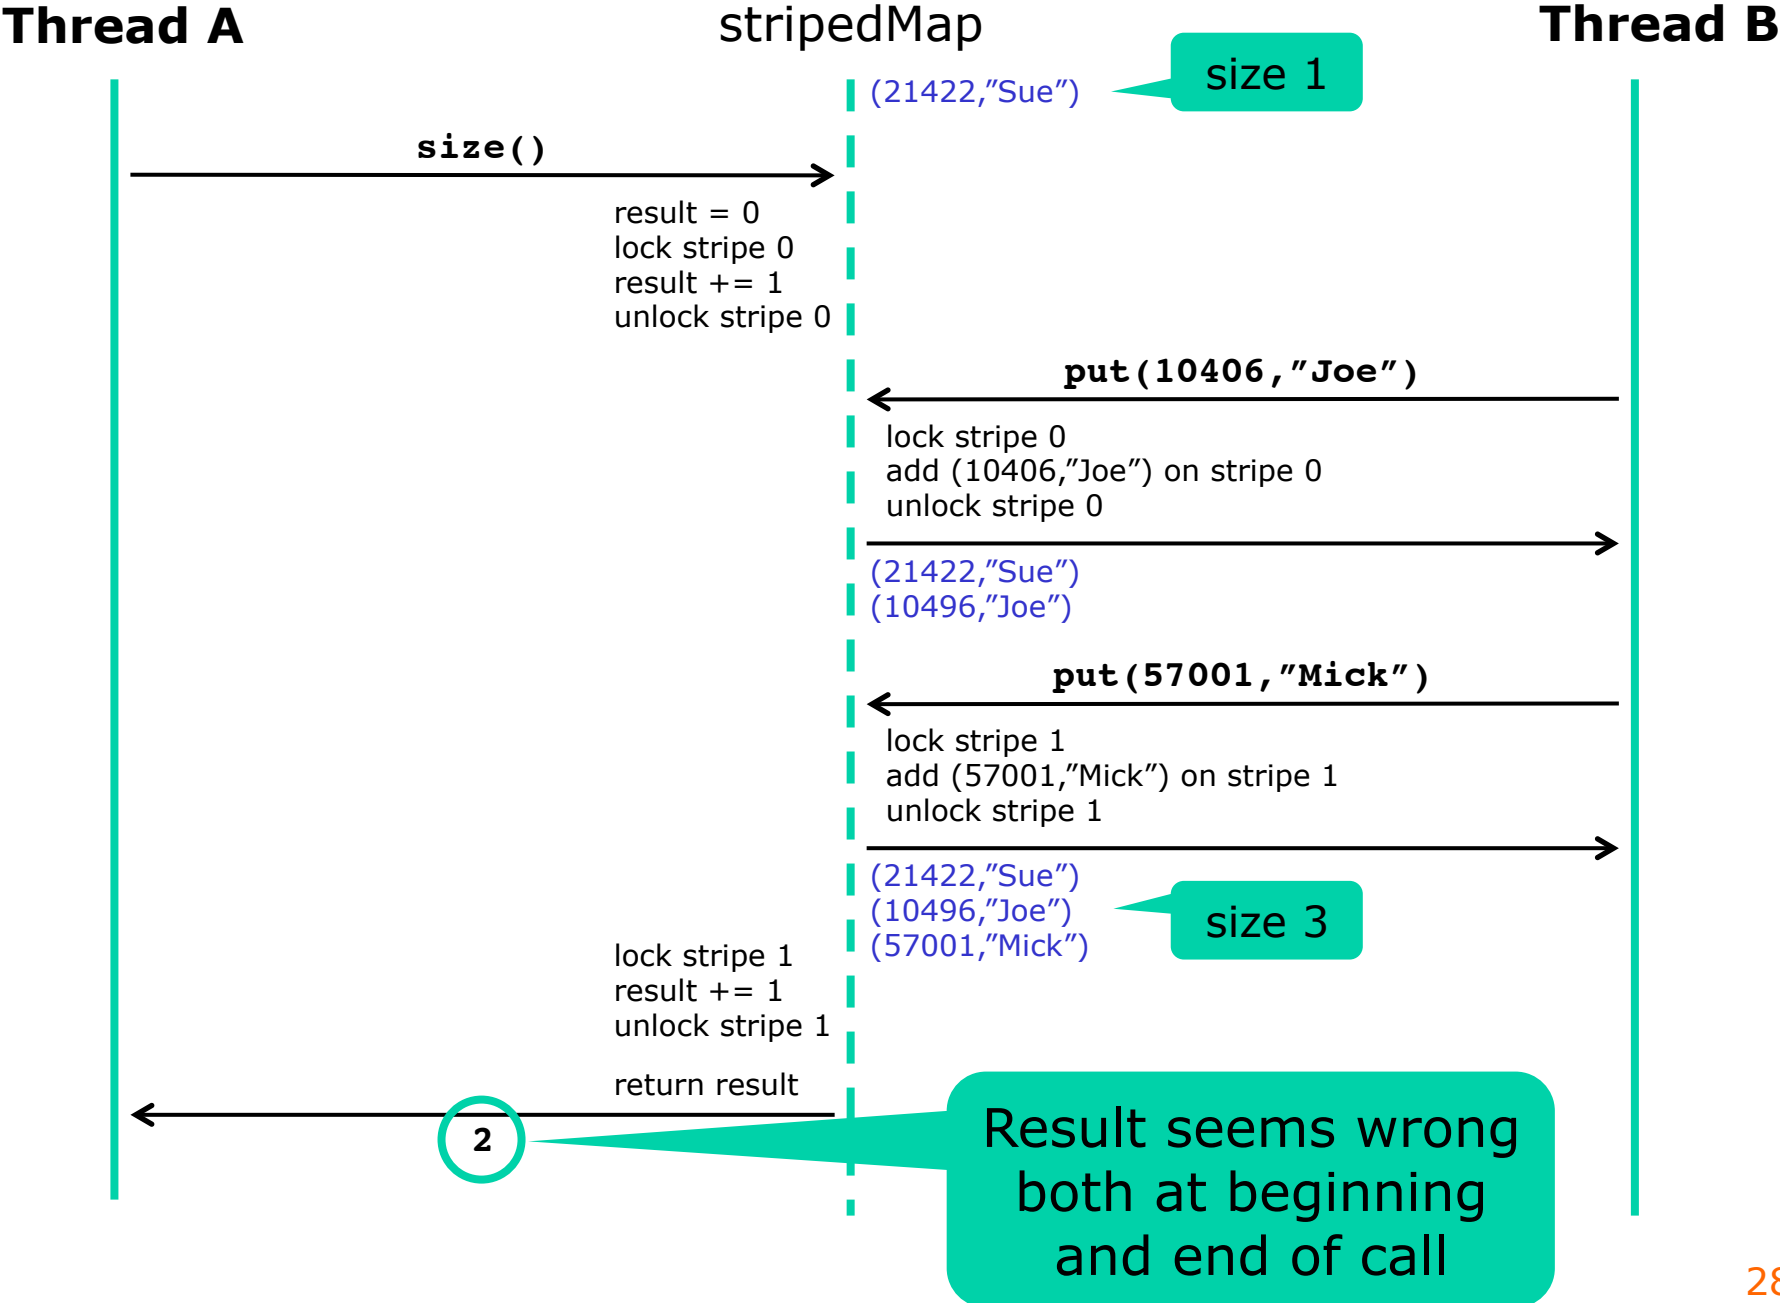 Thread A
stripedMap
Thread B
(21422,”Sue”)
size 1
size()
result = 0
lock stripe 0
result += 1
unlock stripe 0
put(10406,”Joe”)
lock stripe 0
add (10406,”Joe”) on stripe 0
unlock stripe 0
(21422,”Sue”)
(10496,”Joe”)
put(57001,”Mick”)
lock stripe 1
add (57001,”Mick”) on stripe 1
unlock stripe 1
(21422,”Sue”)
(10496,”Joe”)
(57001,”Mick”)
size 3
lock stripe 1
result += 1
unlock stripe 1
return result
2
Result seems wrong
both at beginning
and end of call
28